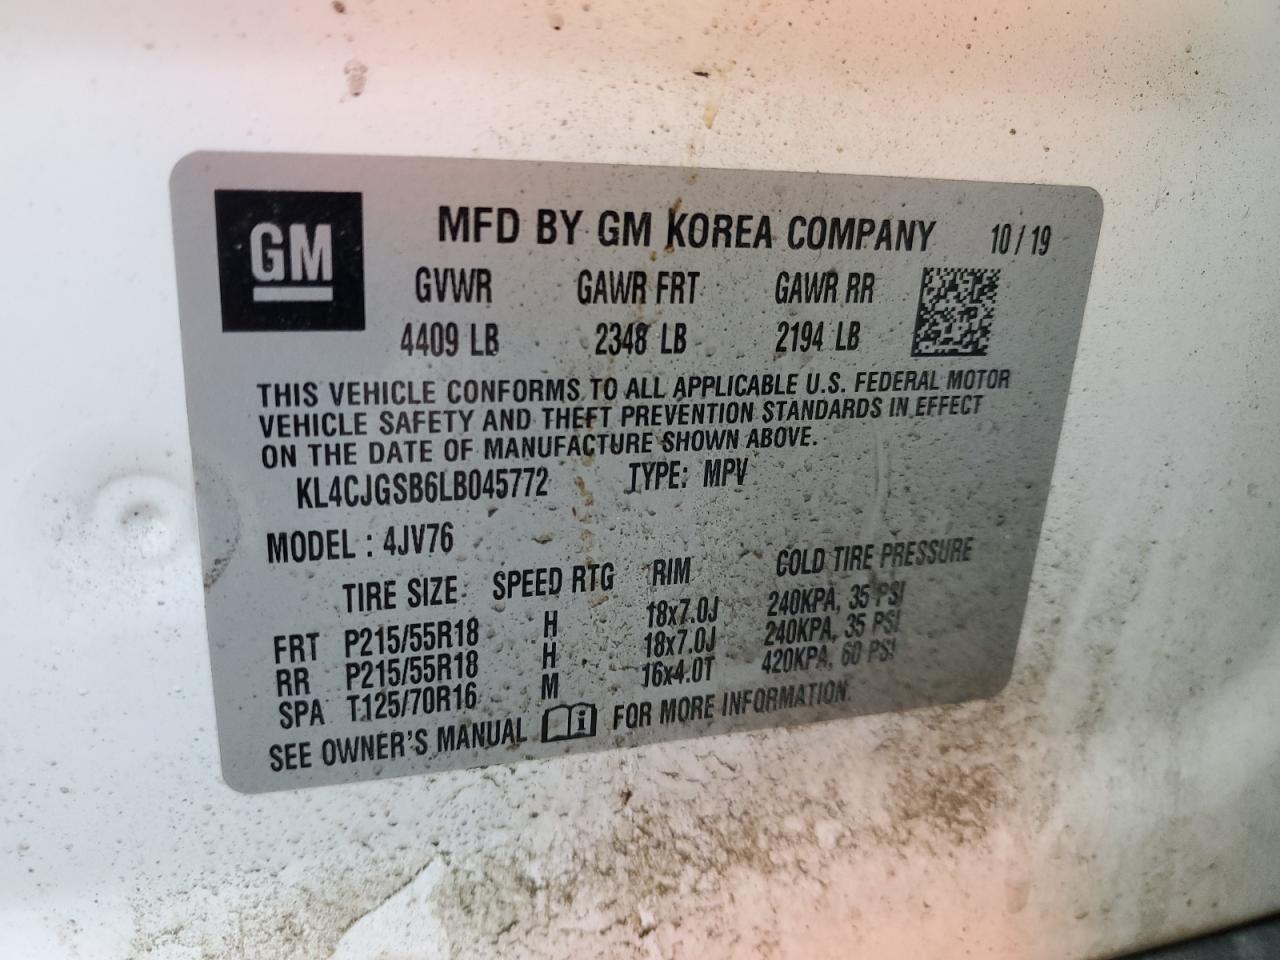 GM
MFD BY GM KOREA COMPANY 10/19
GVWR GAWR FRT GAWR RR
4409 LB 2348 LB 2194 LB
THIS VEHICLE CONFORMS TO ALL APPLICABLE U.S. FEDERAL MOTOR
VEHICLE SAFETY AND THEFT PREVENTION STANDARDS IN EFFECT
ON THE DATE OF MANUFACTURE SHOWN ABOVE.
KL4CJGSB6LB045772 TYPE: MPV
MODEL : 4JV76
TIRE SIZE SPEED RTG RIM COLD TIRE PRESSURE
FRT P215/55R18 H 18x7.0J 240KPA, 35 PSI
RR P215/55R18 H 18x7.0J 240KPA, 35 PSI
SPA T125/70R16 M 16x4.0T 420KPA, 60 PSI
SEE OWNER'S MANUAL i FOR MORE INFORMATION.